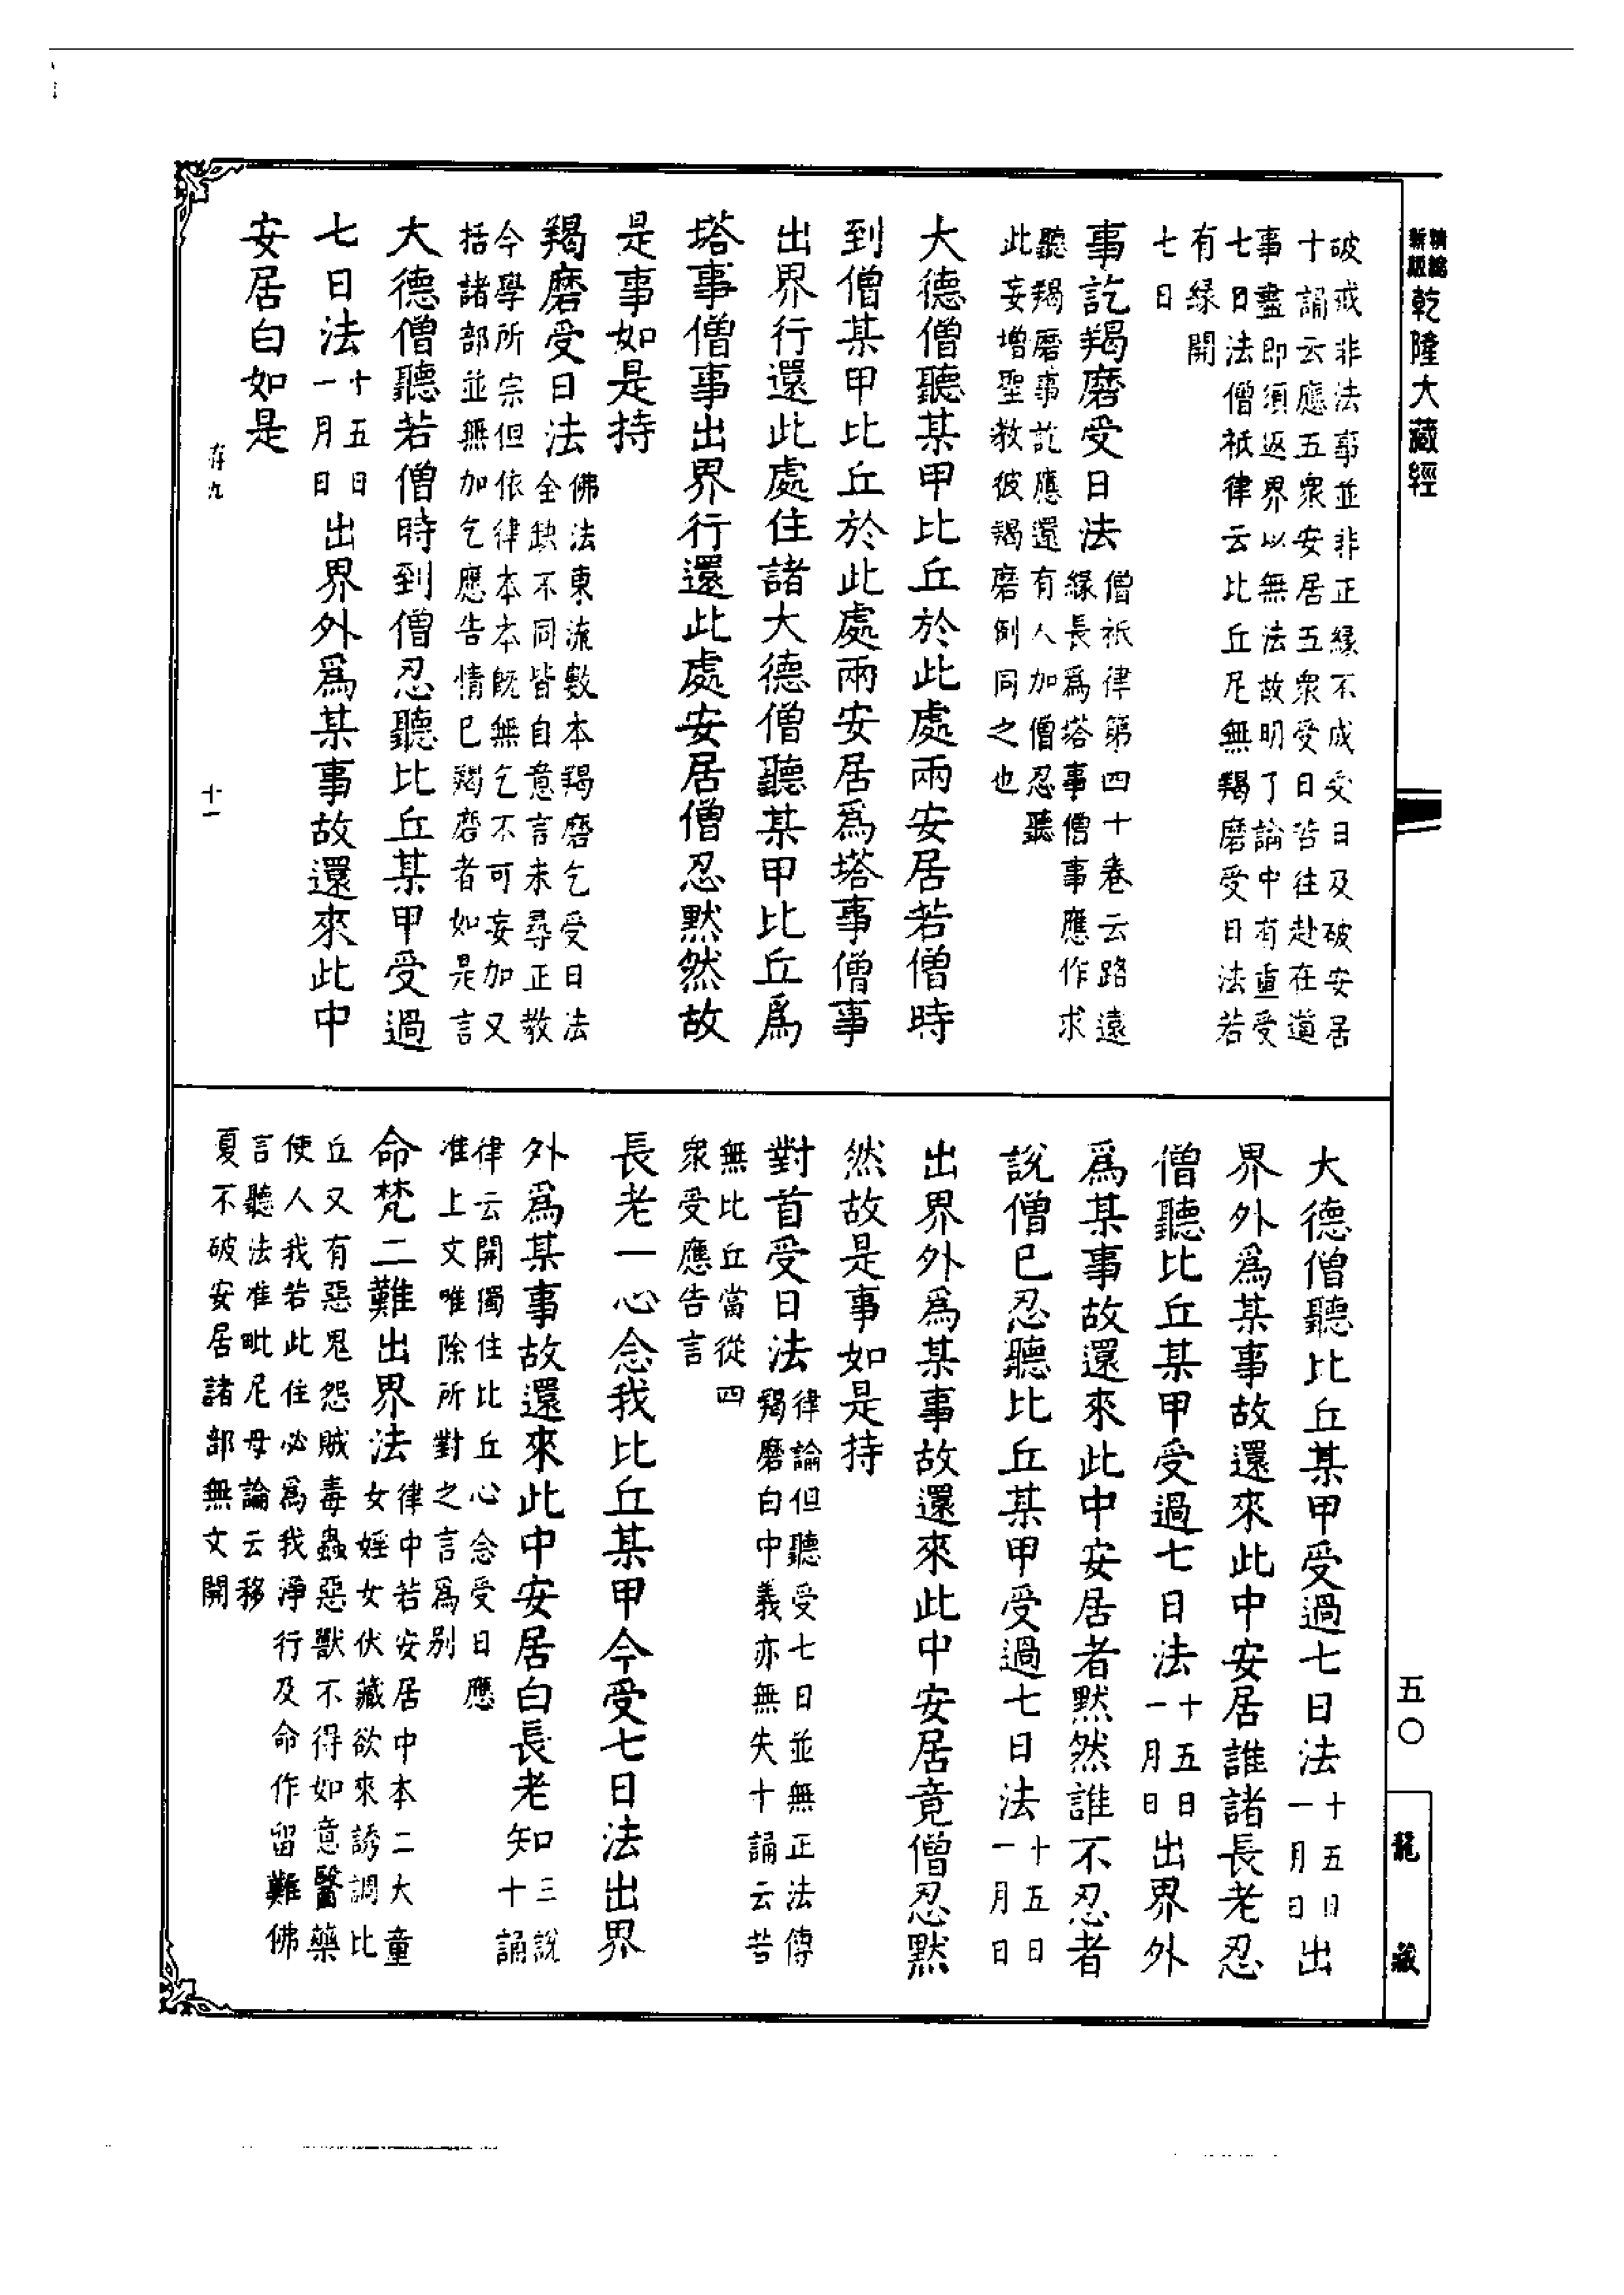 新版
精縮
乾隆大藏經
破戒非法事並非正緣不成受日及破安居
十誦云應五衆安居五衆受日皆往赴在道
事盡即須返界以無法故明了論中有重受
七日法僧祇律云比丘尼無羯磨受日法若
有緣開
七日
事訖羯磨受日法
僧祇律第四十卷云路遠
緣長爲塔事僧事應作求
聽羯磨事訖應還有人加僧忍聽
此妄增聖教彼羯磨例同之也
大德僧聽某甲比丘於此處兩安居若僧時
到僧某甲比丘於此處兩安居爲塔事僧事
出界行還此處住諸大德僧聽某甲比丘爲
塔事僧事出界行還此處安居僧忍默然故
是事如是持
羯磨受日法
佛法東流數本羯磨乞受日法
全缺不同皆自意言未尋正教
今學所宗但依律本本既無乞不可妄加又
括諸部並無加乞應告情已羯磨者如是言
大德僧聽若僧時到僧忍聽比丘某甲受過
七日法
十五日
一月日
出界外爲某事故還來此中
安居白如是
存九
十一
大德僧聽比丘某甲受過七日法
十五日
一月日
出
界外爲某事故還來此中安居誰諸長老忍
僧聽比丘某甲受過七日法
十五日
一月日
出界外
爲某事故還來此中安居者默然誰不忍者
說僧已忍聽比丘某甲受過七日法
十五日
一月日
出界外爲某事故還來此中安居竟僧忍默
然故是事如是持
對首受日法
律論但聽受七日並無正法傳
羯磨白中義亦無失十誦云若
無比丘當從四
衆受應告言
長老一心念我比丘某甲今受七日法出界
外爲某事故還來此中安居白長老知
三說
十誦
律云開獨住比丘心念受日應
准上文唯除所對之言爲別
命梵二難出界法
律中若安居中本二大童
女婬女伏藏欲來誘調比
丘又有惡鬼怨賊毒蟲惡獸不得如意醫藥
使人我若此住必爲我淨行及命作留難佛
言聽法准毗尼母論云移
夏不破安居諸部無文開
五〇
龍藏